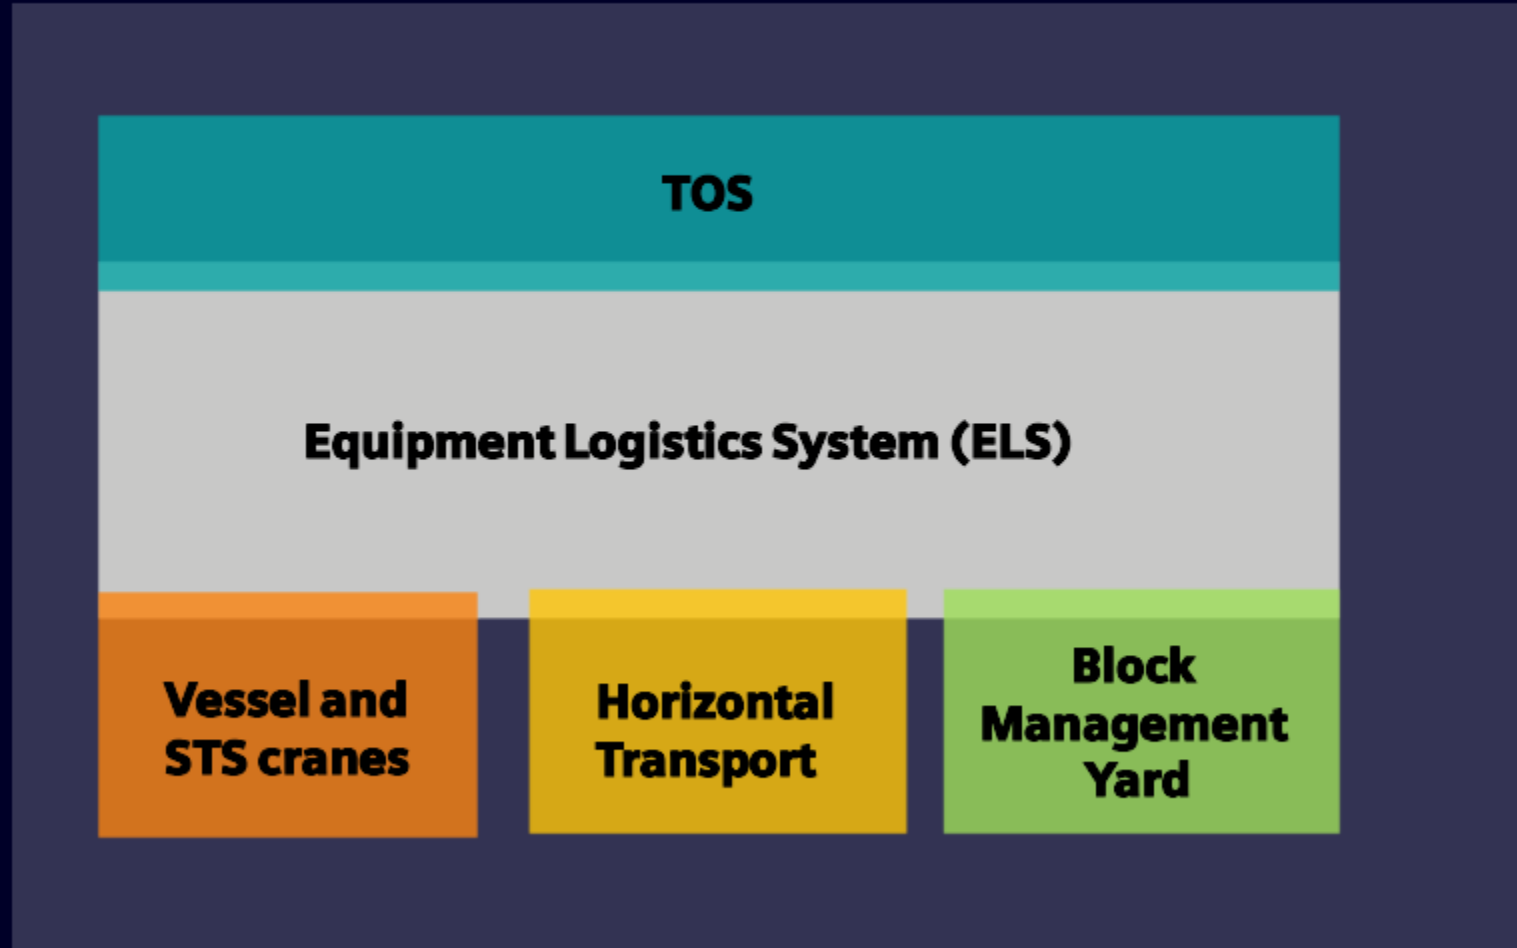 TOS
Equipment Logistics System (ELS)
Vessel and
STS cranes
Horizontal
Transport
Block
Management
Yard